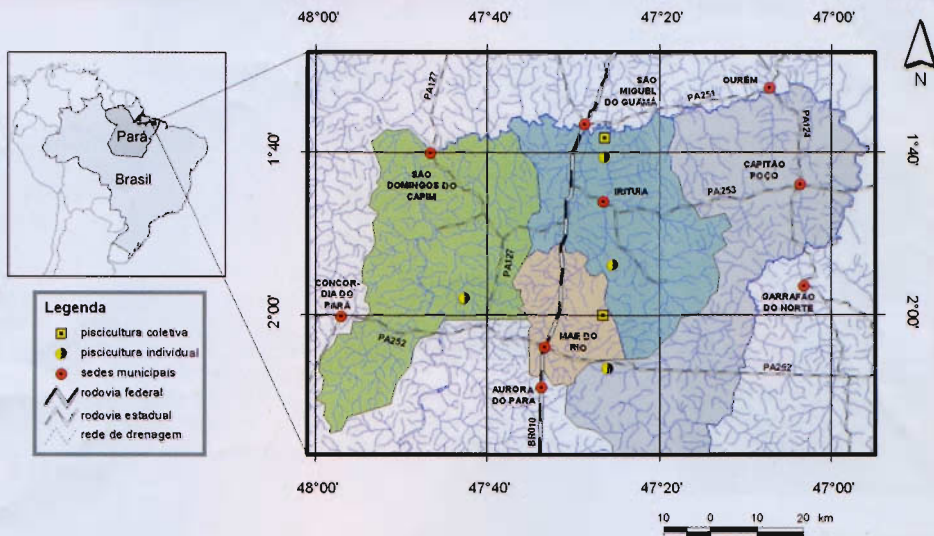 48°00'
47°40'
47°20'
47°00'
N
Pará
Brasil
SÃO
MIGUEL
DO GUAMÁ
OURÉM
PA127
PA251
PA124
1°40'
1°40'
SÃO
DOMINGOS DO
CAPIM
IRITUIA
CAPITÃO
POÇO
PA253
PA127
CONCOR-
DIA DO
PARÁ
GARRAFÃO
DO NORTE
2°00'
2°00'
PA252
MAE DO
RIO
PA252
AURORA
DO PARA
BR010
Legenda
piscicultura coletiva
piscicultura individual
sedes municipais
rodovia federal
rodovia estadual
rede de drenagem
48°00'
47°40'
47°20'
47°00'
10 0 10 20 km